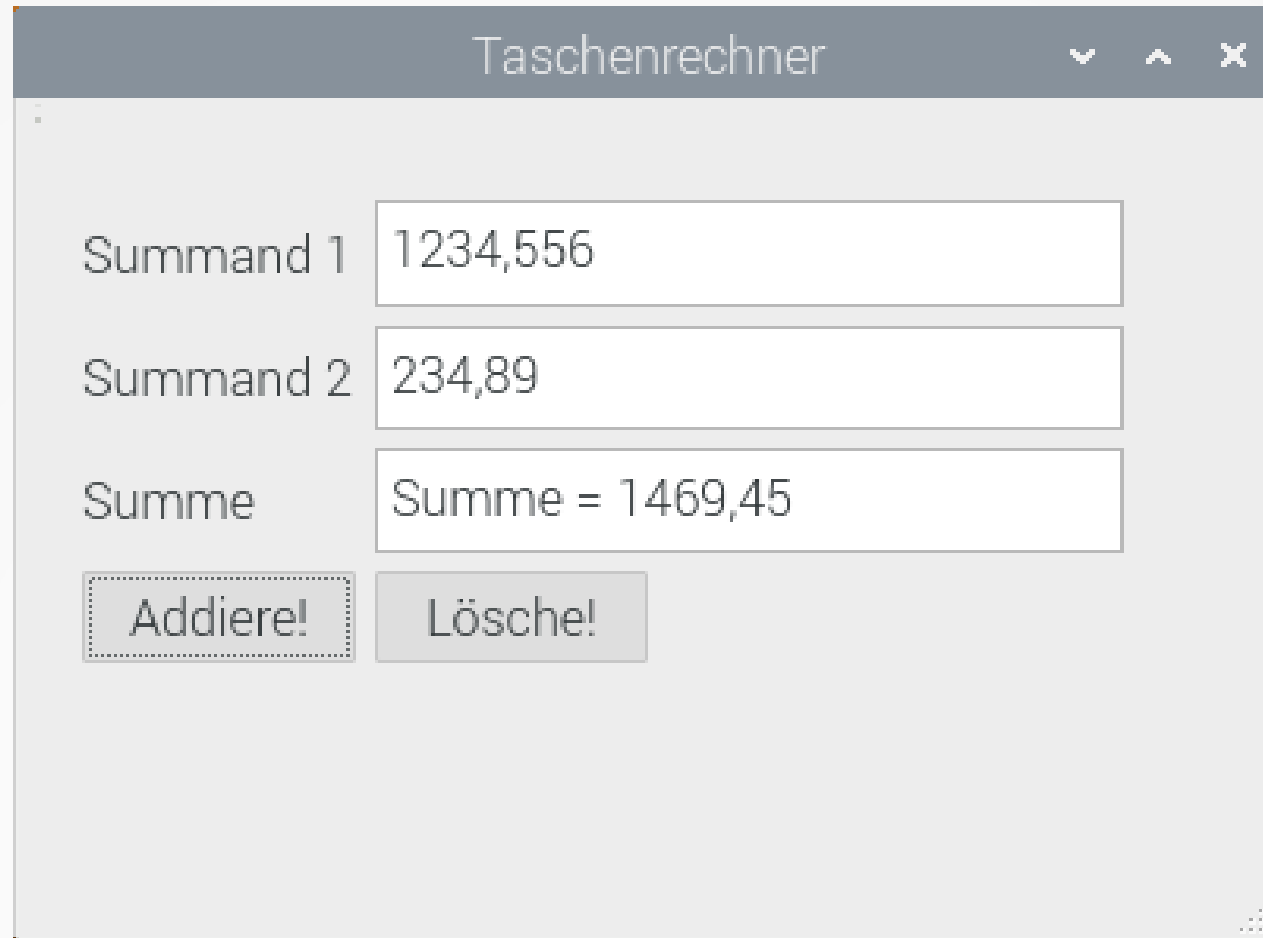 Taschenrechner
Summand 1 1234,556
Summand 2 234,89
Summe Summe = 1469,45
Addiere! Lösche!